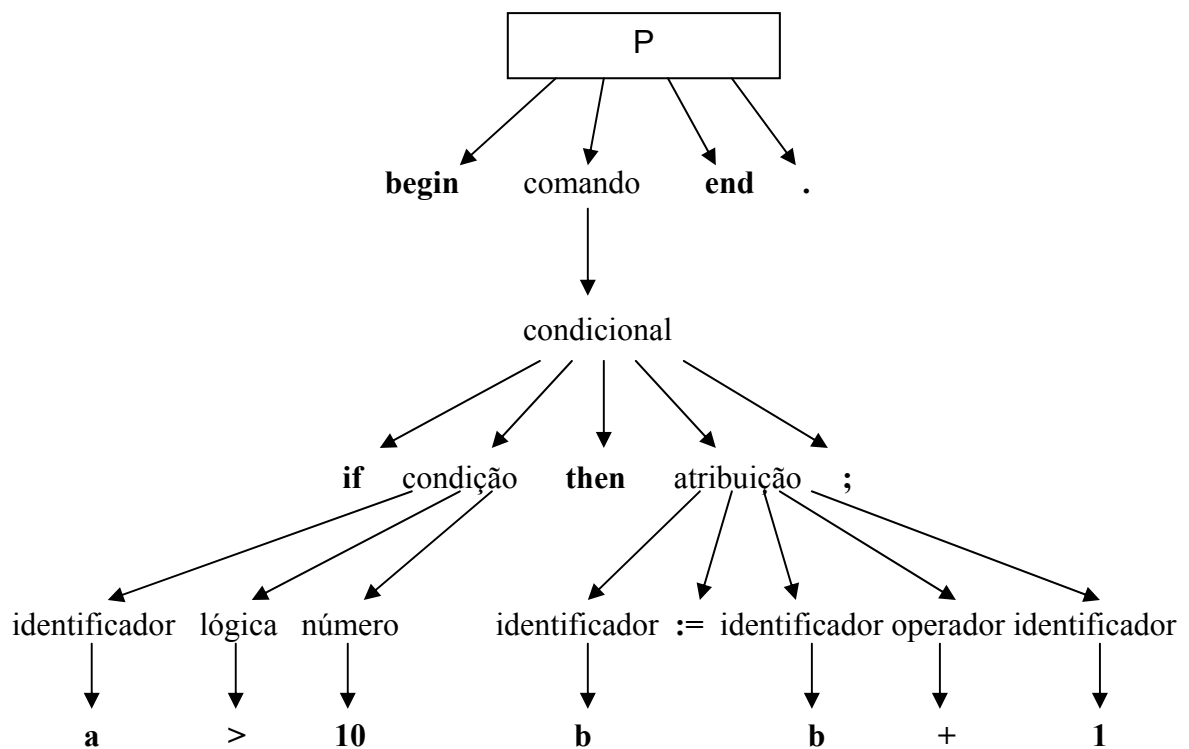 P
begin comando end .
condicional
if condição then atribuição ;
identificador lógica número identificador := identificador operador identificador
a > 10 b b + 1